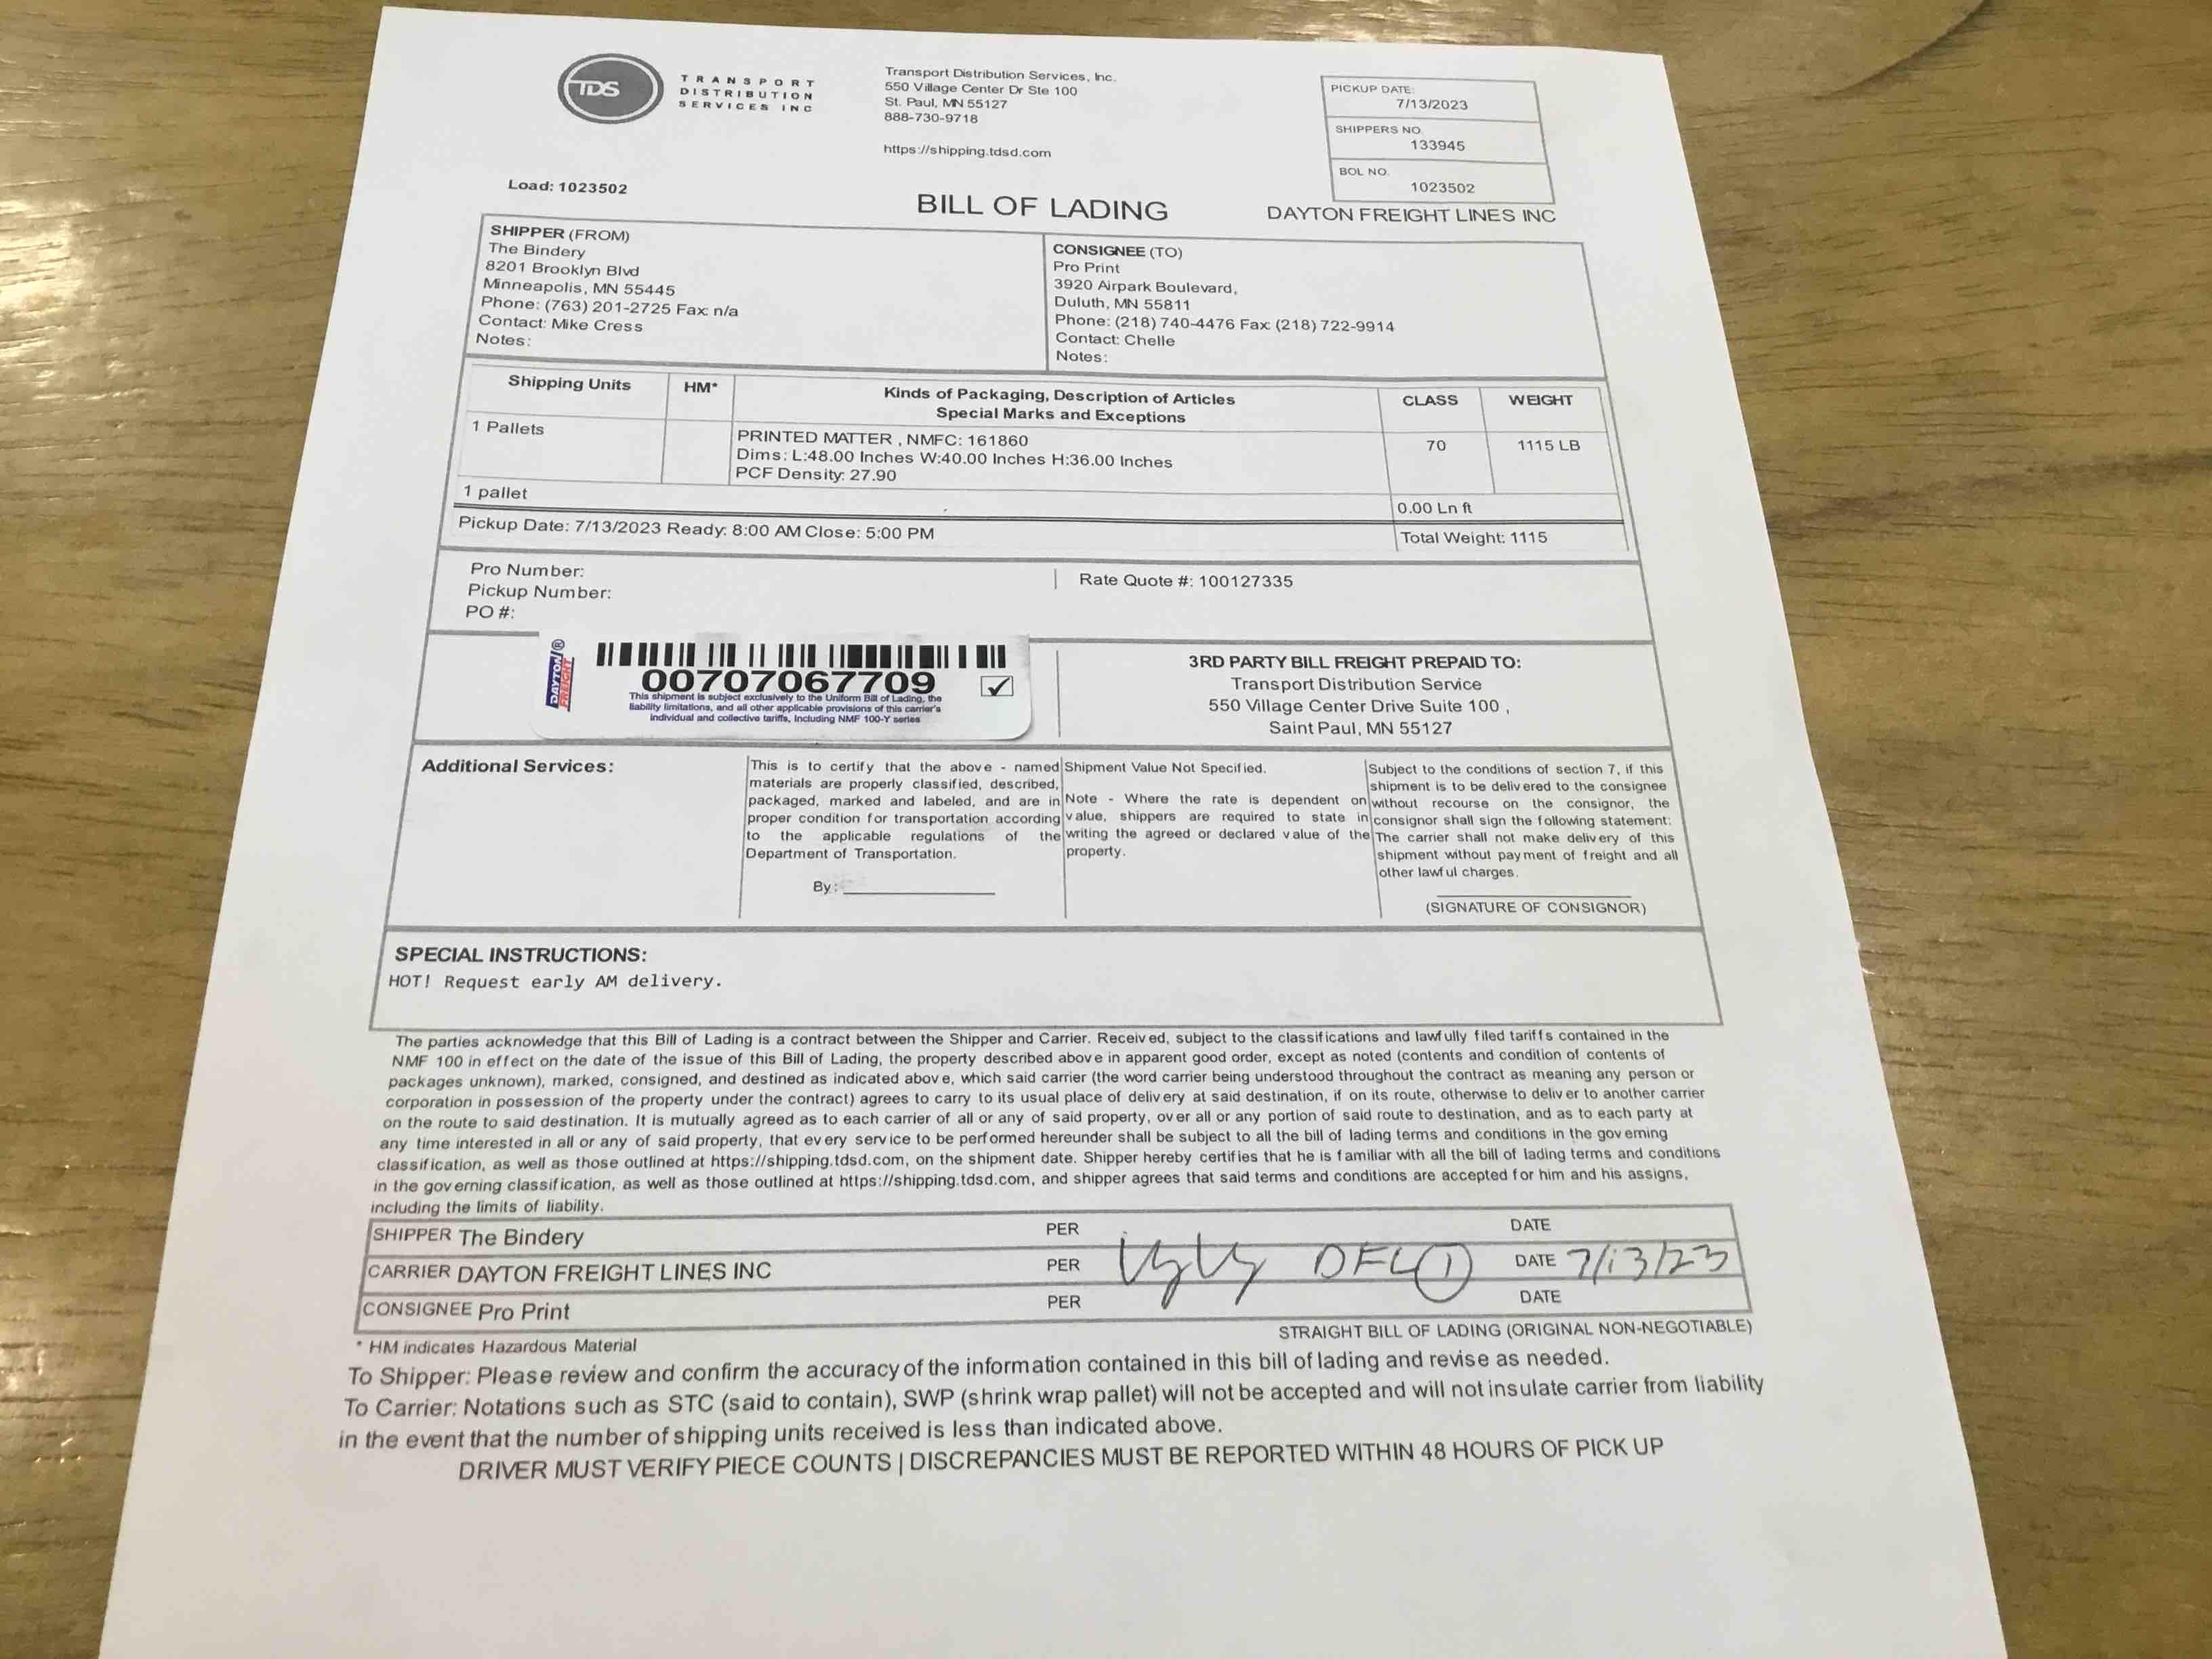 TDS
TRANSPORT
DISTRIBUTION
SERVICES INC
Transport Distribution Services, Inc.
550 Village Center Dr Ste 100
St. Paul, MN 55127
888-730-9718
https://shipping.tdsd.com
PICKUP DATE:
7/13/2023
SHIPPERS NO.
133945
BOL NO.
1023502
Load: 1023502
BILL OF LADING
DAYTON FREIGHT LINES INC
SHIPPER (FROM)
The Bindery
8201 Brooklyn Blvd
Minneapolis, MN 55445
Phone: (763) 201-2725 Fax: n/a
Contact: Mike Cress
Notes:
CONSIGNEE (TO)
Pro Print
3920 Airpark Boulevard,
Duluth, MN 55811
Phone: (218) 740-4476 Fax: (218) 722-9914
Contact: Chelle
Notes:
Shipping Units HM* Kinds of Packaging, Description of Articles CLASS WEIGHT
Special Marks and Exceptions
1 Pallets PRINTED MATTER , NMFC: 161860 70 1115 LB
Dims: L:48.00 Inches W:40.00 Inches H:36.00 Inches
PCF Density: 27.90
1 pallet 0.00 Ln ft
Pickup Date: 7/13/2023 Ready: 8:00 AM Close: 5:00 PM Total Weight: 1115
Pro Number:
Pickup Number:
PO #:
Rate Quote #: 100127335
DAYTON FREIGHT ®
00707067709
This shipment is subject exclusively to the Uniform Bill of Lading, the
liability limitations, and all other applicable provisions of this carrier's
individual and collective tariffs, including NMF 100-Y series
3RD PARTY BILL FREIGHT PREPAID TO:
Transport Distribution Service
550 Village Center Drive Suite 100 ,
Saint Paul, MN 55127
Additional Services:
This is to certify that the above - named
materials are properly classified, described,
packaged, marked and labeled, and are in
proper condition for transportation according
to the applicable regulations of the
Department of Transportation.
By:
Shipment Value Not Specified.
Note - Where the rate is dependent on
value, shippers are required to state in
writing the agreed or declared value of the
property.
Subject to the conditions of section 7, if this
shipment is to be delivered to the consignee
without recourse on the consignor, the
consignor shall sign the following statement:
The carrier shall not make delivery of this
shipment without payment of freight and all
other lawful charges.
(SIGNATURE OF CONSIGNOR)
SPECIAL INSTRUCTIONS:
HOT! Request early AM delivery.
The parties acknowledge that this Bill of Lading is a contract between the Shipper and Carrier. Received, subject to the classifications and lawfully filed tariffs contained in the
NMF 100 in effect on the date of the issue of this Bill of Lading, the property described above in apparent good order, except as noted (contents and condition of contents of
packages unknown), marked, consigned, and destined as indicated above, which said carrier (the word carrier being understood throughout the contract as meaning any person or
corporation in possession of the property under the contract) agrees to carry to its usual place of delivery at said destination, if on its route, otherwise to deliver to another carrier
on the route to said destination. It is mutually agreed as to each carrier of all or any of said property, over all or any portion of said route to destination, and as to each party at
any time interested in all or any of said property, that every service to be performed hereunder shall be subject to all the bill of lading terms and conditions in the governing
classification, as well as those outlined at https://shipping.tdsd.com, on the shipment date. Shipper hereby certifies that he is familiar with all the bill of lading terms and conditions
in the governing classification, as well as those outlined at https://shipping.tdsd.com, and shipper agrees that said terms and conditions are accepted for him and his assigns,
including the limits of liability.
SHIPPER The Bindery PER DATE
CARRIER DAYTON FREIGHT LINES INC PER DFL 1 DATE 7/13/23
CONSIGNEE Pro Print PER DATE
* HM indicates Hazardous Material
STRAIGHT BILL OF LADING (ORIGINAL NON-NEGOTIABLE)
To Shipper: Please review and confirm the accuracy of the information contained in this bill of lading and revise as needed.
To Carrier: Notations such as STC (said to contain), SWP (shrink wrap pallet) will not be accepted and will not insulate carrier from liability
in the event that the number of shipping units received is less than indicated above.
DRIVER MUST VERIFY PIECE COUNTS | DISCREPANCIES MUST BE REPORTED WITHIN 48 HOURS OF PICK UP